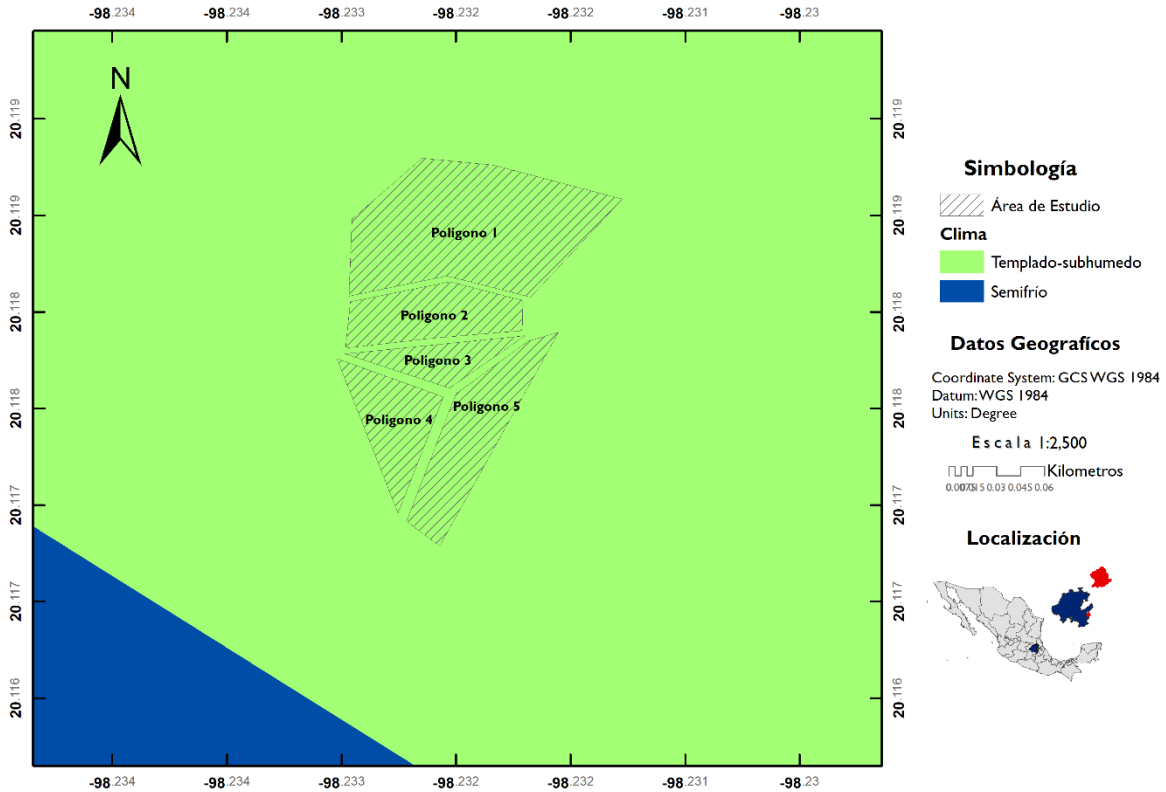 -98.234 -98.234 -98.233 -98.232 -98.232 -98.231 -98.23
N
20.119 20.119
20.119 20.119
20.118 20.118
20.118 20.118
20.117 20.117
20.117 20.117
20.116 20.116
Poligono 1
Poligono 2
Poligono 3
Poligono 4
Poligono 5
-98.234 -98.234 -98.233 -98.232 -98.232 -98.231 -98.23
Simbología
Área de Estudio
Clima
Templado-subhumedo
Semifrío
Datos Geografícos
Coordinate System: GCS WGS 1984
Datum: WGS 1984
Units: Degree
Escala 1:2,500
Kilometros
0.03 0.045 0.06
Localización